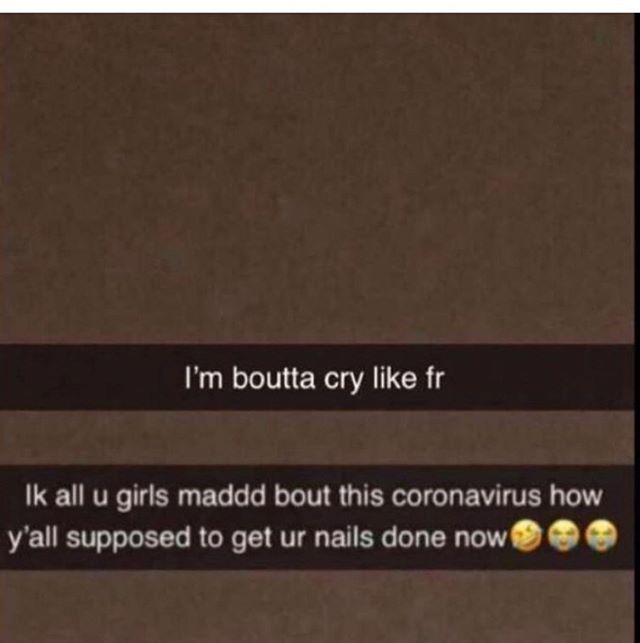 I'm boutta cry like fr
Ik all u girls maddd bout this coronavirus how
y'all supposed to get ur nails done now🤣😭😭